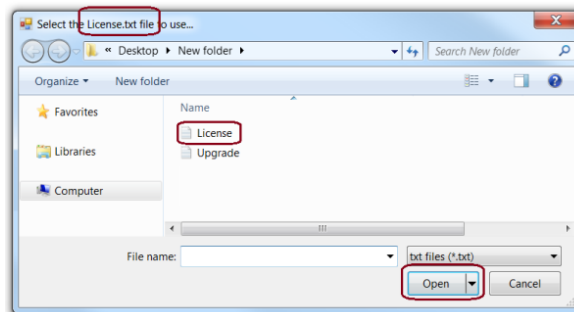 Select the License.txt file to use...
« Desktop ▸ New folder ▸
Search New folder
Organize ▾ New folder
Favorites
Libraries
Computer
Name
License
Upgrade
File name:
txt files (*.txt)
Open
Cancel